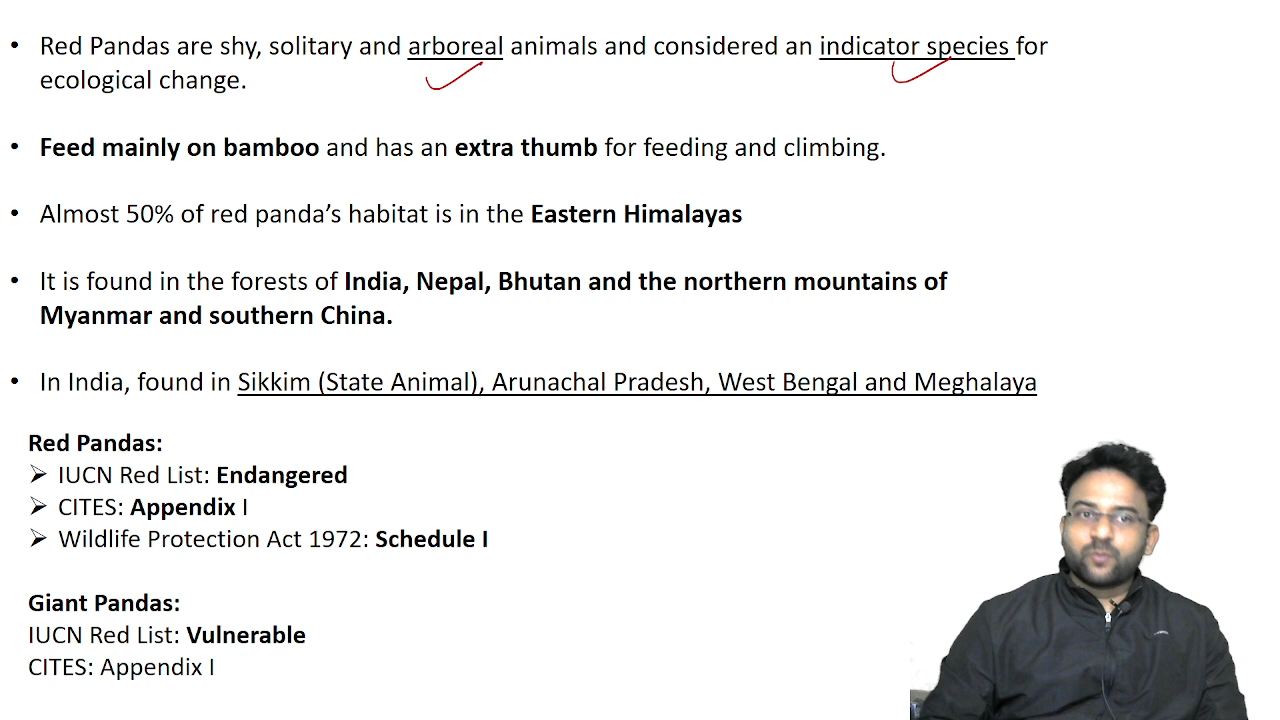 • Red Pandas are shy, solitary and arboreal animals and considered an indicator species for
ecological change.
• Feed mainly on bamboo and has an extra thumb for feeding and climbing.
• Almost 50% of red panda’s habitat is in the Eastern Himalayas
• It is found in the forests of India, Nepal, Bhutan and the northern mountains of
Myanmar and southern China.
• In India, found in Sikkim (State Animal), Arunachal Pradesh, West Bengal and Meghalaya
Red Pandas:
➢ IUCN Red List: Endangered
➢ CITES: Appendix I
➢ Wildlife Protection Act 1972: Schedule I
Giant Pandas:
IUCN Red List: Vulnerable
CITES: Appendix I